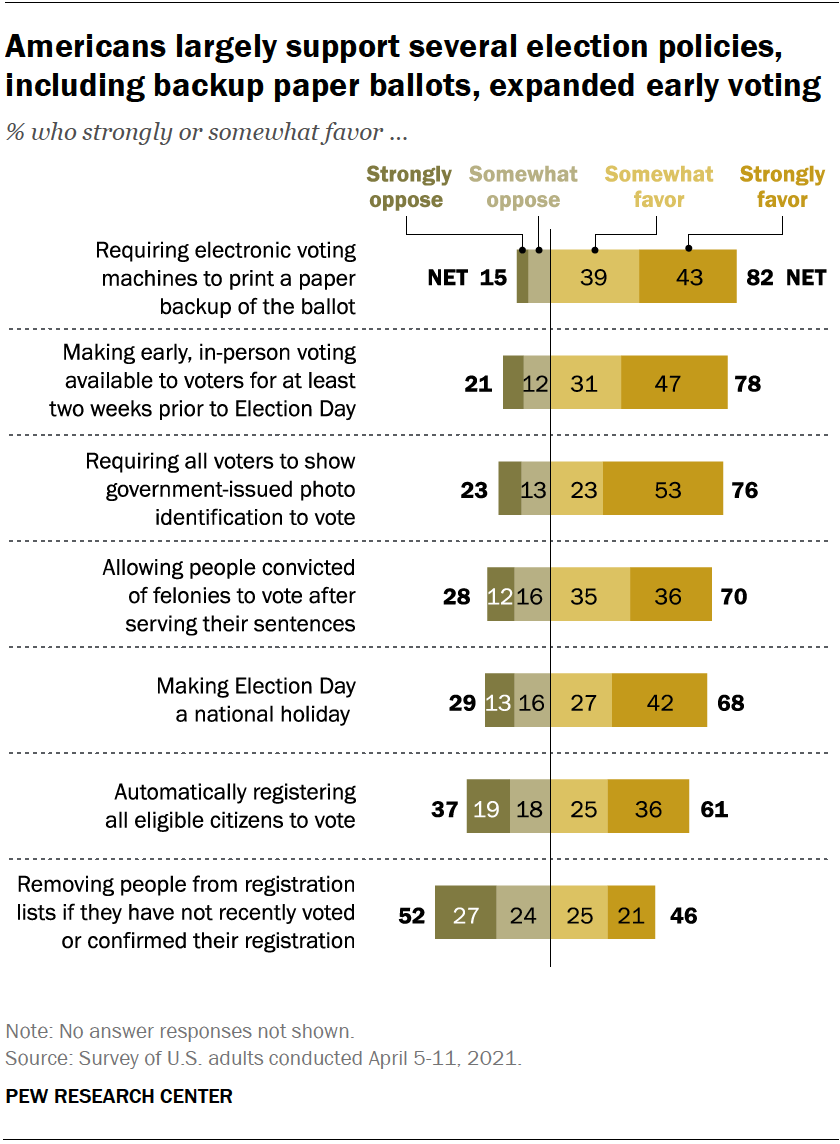 Americans largely support several election policies,
including backup paper ballots, expanded early voting
% who strongly or somewhat favor ...
Strongly oppose
Somewhat oppose
Somewhat favor
Strongly favor
Requiring electronic voting
machines to print a paper
backup of the ballot
NET 15 39 43 82 NET
Making early, in-person voting
available to voters for at least
two weeks prior to Election Day
21 12 31 47 78
Requiring all voters to show
government-issued photo
identification to vote
23 13 23 53 76
Allowing people convicted
of felonies to vote after
serving their sentences
28 12 16 35 36 70
Making Election Day
a national holiday
29 13 16 27 42 68
Automatically registering
all eligible citizens to vote
37 19 18 25 36 61
Removing people from registration
lists if they have not recently voted
or confirmed their registration
52 27 24 25 21 46
Note: No answer responses not shown.
Source: Survey of U.S. adults conducted April 5-11, 2021.
PEW RESEARCH CENTER